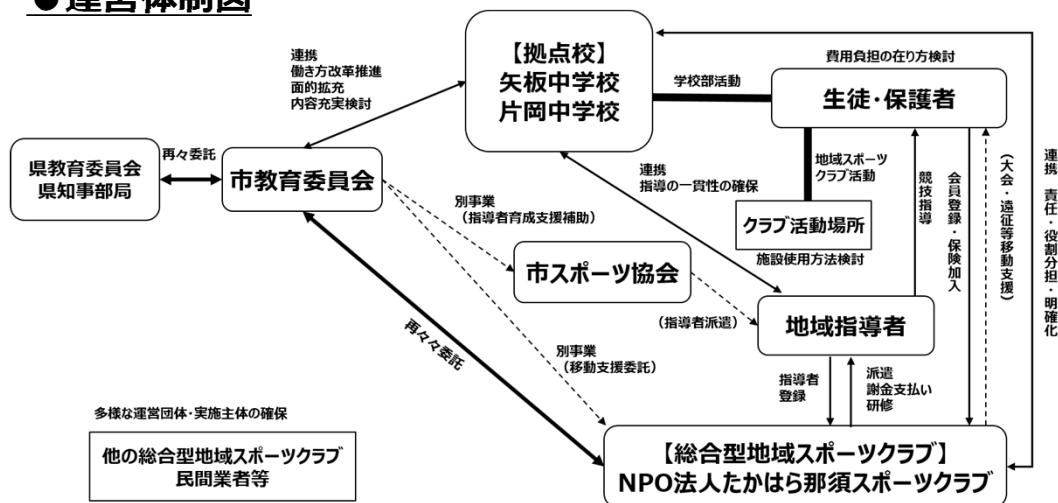 ●運営体制図
連携
働き方改革推進
面的拡充
内容充実検討
【拠点校】
矢板中学校
片岡中学校
学校部活動
費用負担の在り方検討
生徒・保護者
県教育委員会
県知事部局
再々委託
市教育委員会
連携
指導の一貫性の確保
地域スポーツ
クラブ活動
クラブ活動場所
施設使用方法検討
競技指導
会員登録・保険加入
(大会・遠征等移動支援)
連携 責任・役割分担・明確化
別事業
(指導者育成支援補助)
市スポーツ協会
(指導者派遣)
地域指導者
再々々委託
別事業
(移動支援委託)
指導者
登録
派遣
謝金支払い
研修
多様な運営団体・実施主体の確保
他の総合型地域スポーツクラブ
民間業者等
【総合型地域スポーツクラブ】
NPO法人たかはら那須スポーツクラブ